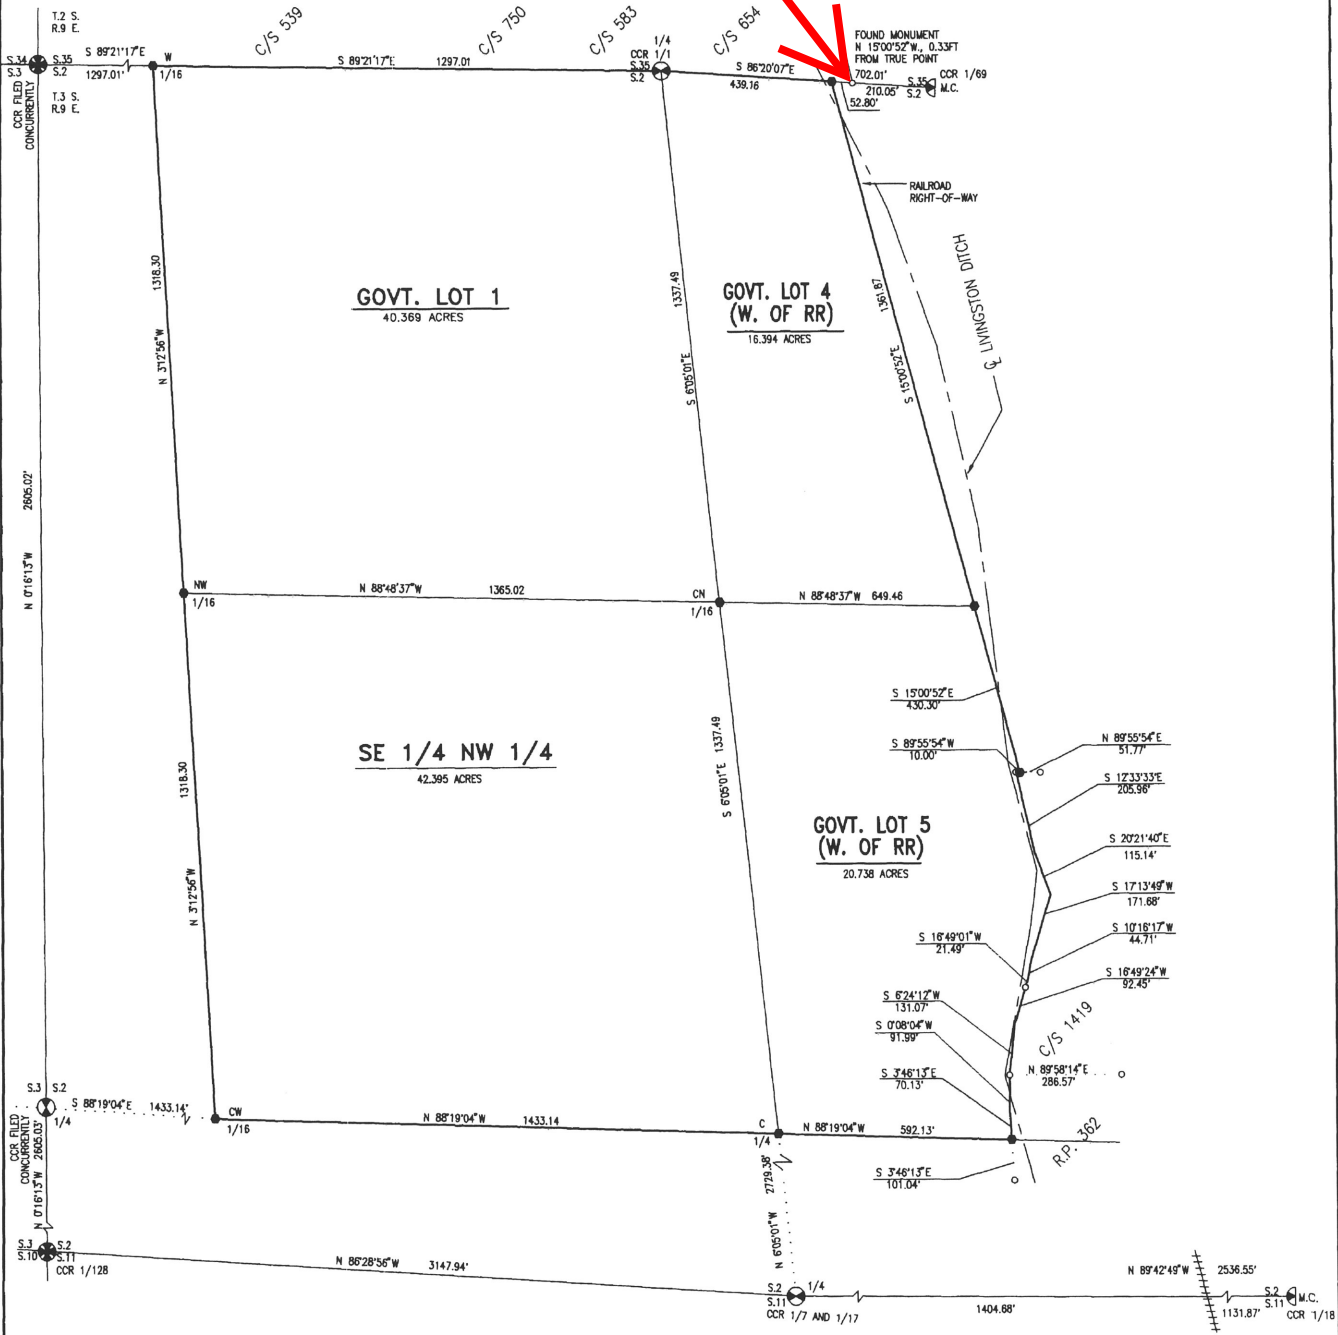 T.2 S.
R.9 E.
C/S 539
C/S 750
C/S 583
C/S 654
S.34
S.35
S.3
S.2
S 89°21'17"E
1297.01'
W
1/16
S 89°21'17"E
1297.01
1/4
CCR 1/1
S.35
S.2
S 86°20'07"E
439.16
FOUND MONUMENT
N 15°00'52"W., 0.33FT
FROM TRUE POINT
702.01'
210.05'
52.80'
S.35
S.2
CCR 1/69
M.C.
CCR FILED
CONCURRENTLY
T.3 S.
R.9 E.
RAILROAD
RIGHT-OF-WAY
℄ LIVINGSTON DITCH
N 3°12'56"W
1318.30
GOVT. LOT 1
40.369 ACRES
S 6°05'01"E
1337.49
GOVT. LOT 4
(W. OF RR)
16.394 ACRES
S 15°00'52"E
1361.87
N 0°16'13"W
2605.02'
NW
1/16
N 88°48'37"W
1365.02
CN
1/16
N 88°48'37"W
649.46
S 15°00'52"E
430.30'
S 89°55'54"W
10.00'
N 89°55'54"E
51.77'
S 12°33'33"E
205.96'
SE 1/4 NW 1/4
42.395 ACRES
N 3°12'56"W
1318.30
S 6°05'01"E
1337.49
GOVT. LOT 5
(W. OF RR)
20.738 ACRES
S 20°21'40"E
115.14'
S 17°13'49"W
171.68'
S 10°16'17"W
44.71'
S 16°49'01"W
21.49'
S 16°49'24"W
92.45'
S 6°24'12"W
131.07'
S 0°08'04"W
91.99'
C/S 1419
S 3°46'13"E
70.13'
N 89°58'14"E
286.57'
S.3
S.2
1/4
S 88°19'04"E
1433.14'
CW
1/16
N 88°19'04"W
1433.14
C
1/4
N 88°19'04"W
592.13'
R.P. 362
S 3°46'13"E
101.04'
CCR FILED
CONCURRENTLY
N 0°16'13"W
2605.03'
N 6°05'01"W
2729.38'
S.3
S.2
S.10
S.11
CCR 1/128
N 86°28'56"W
3147.94'
S.2
1/4
S.11
CCR 1/7 AND 1/17
1404.68'
N 89°42'49"W
2536.55'
1131.87'
S.2
S.11
M.C.
CCR 1/18